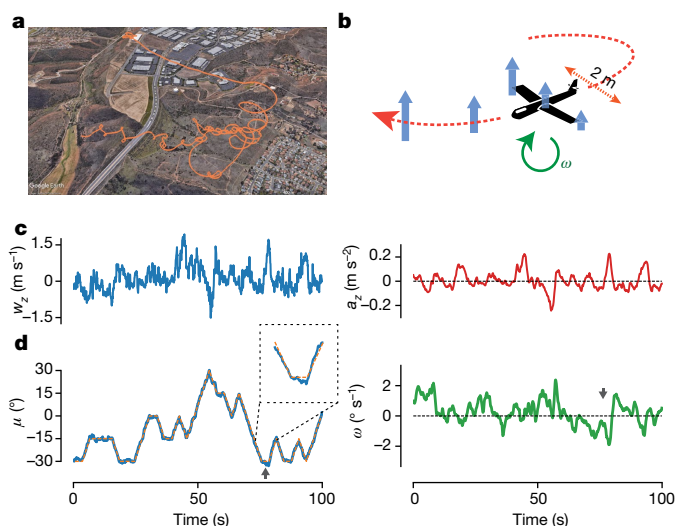 a
Google Earth
b
2 m
ω
c
w_z (m s⁻¹)
1.5
0
−1.5
a_z (m s⁻²)
0.2
0
−0.2
d
μ (°)
30
15
0
−15
−30
0
50
100
Time (s)
ω (° s⁻¹)
2
0
−2
0
50
100
Time (s)